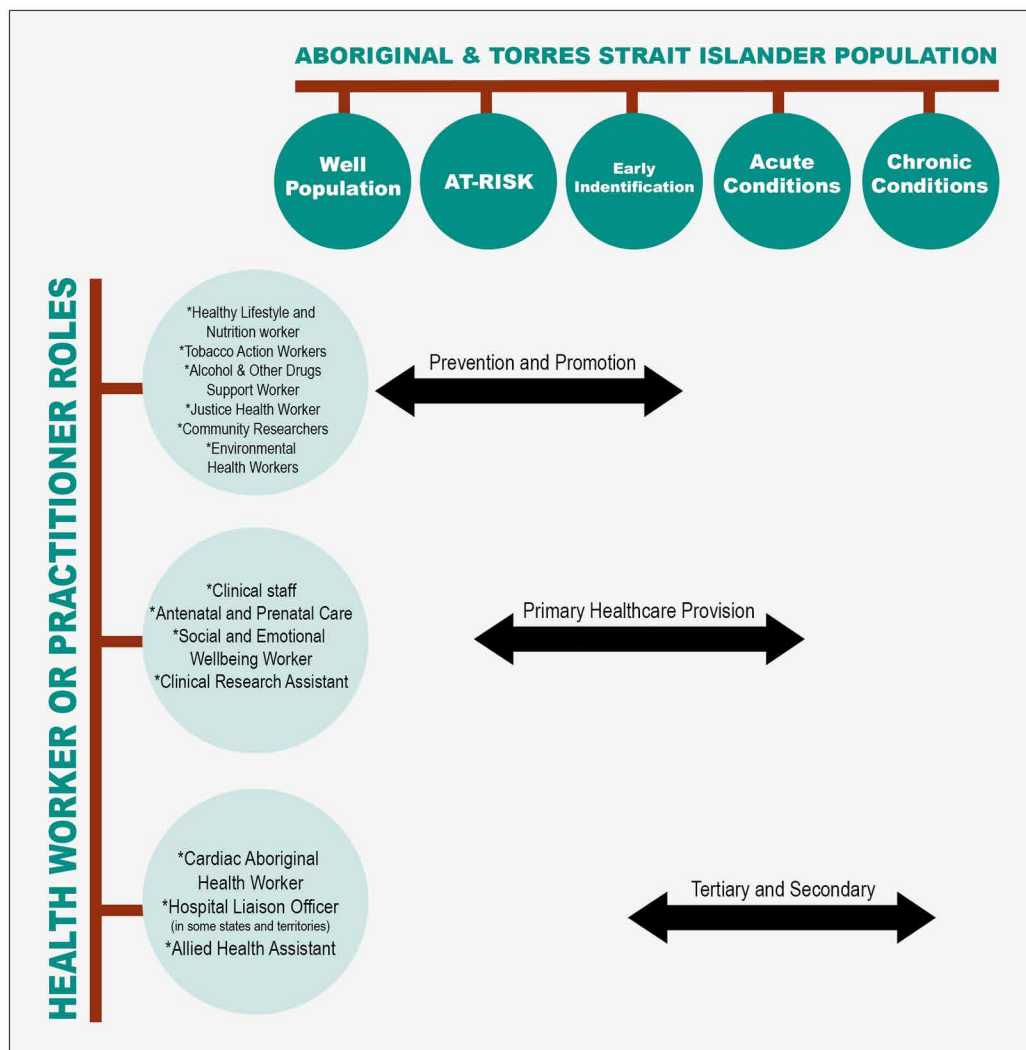 ABORIGINAL & TORRES STRAIT ISLANDER POPULATION
Well
Population
AT-RISK
Early
Indentification
Acute
Conditions
Chronic
Conditions
HEALTH WORKER OR PRACTITIONER ROLES
*Healthy Lifestyle and
Nutrition worker
*Tobacco Action Workers
*Alcohol & Other Drugs
Support Worker
*Justice Health Worker
*Community Researchers
*Environmental
Health Workers
Prevention and Promotion
*Clinical staff
*Antenatal and Prenatal Care
*Social and Emotional
Wellbeing Worker
*Clinical Research Assistant
Primary Healthcare Provision
*Cardiac Aboriginal
Health Worker
*Hospital Liaison Officer
(in some states and territories)
*Allied Health Assistant
Tertiary and Secondary